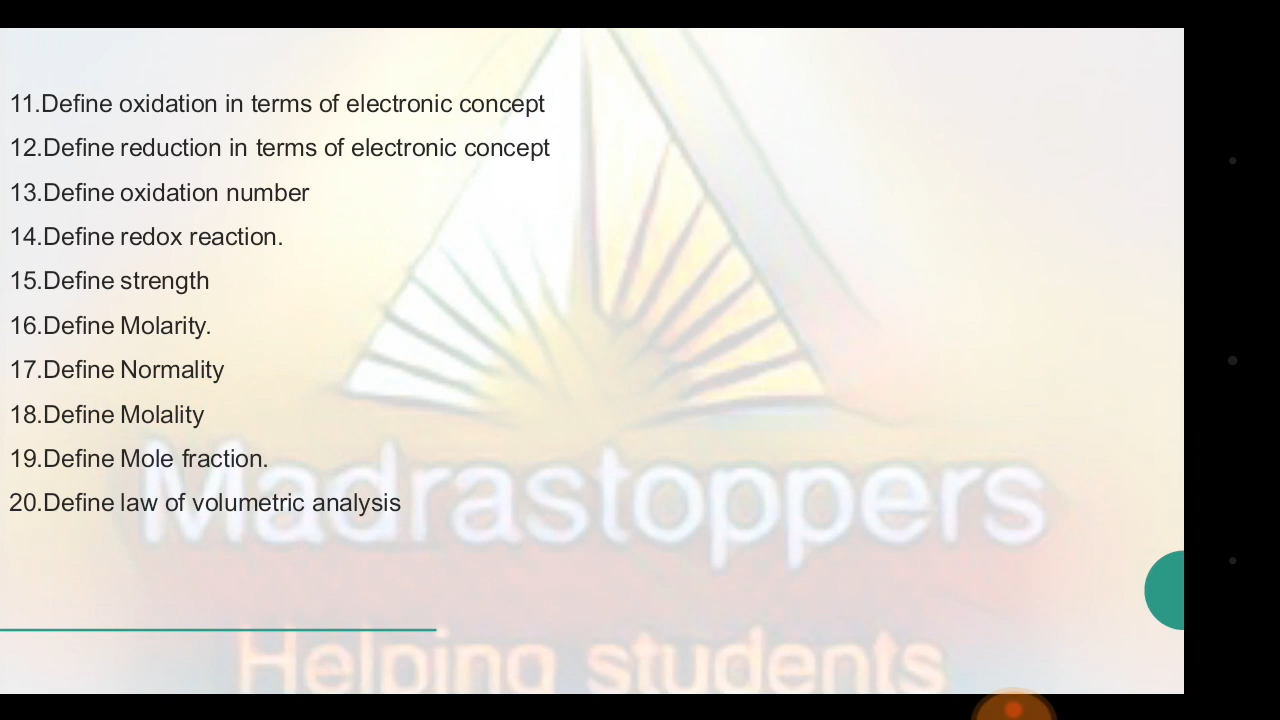 11.Define oxidation in terms of electronic concept
12.Define reduction in terms of electronic concept
13.Define oxidation number
14.Define redox reaction.
15.Define strength
16.Define Molarity.
17.Define Normality
18.Define Molality
19.Define Mole fraction.
20.Define law of volumetric analysis
Madrastoppers
Helping students